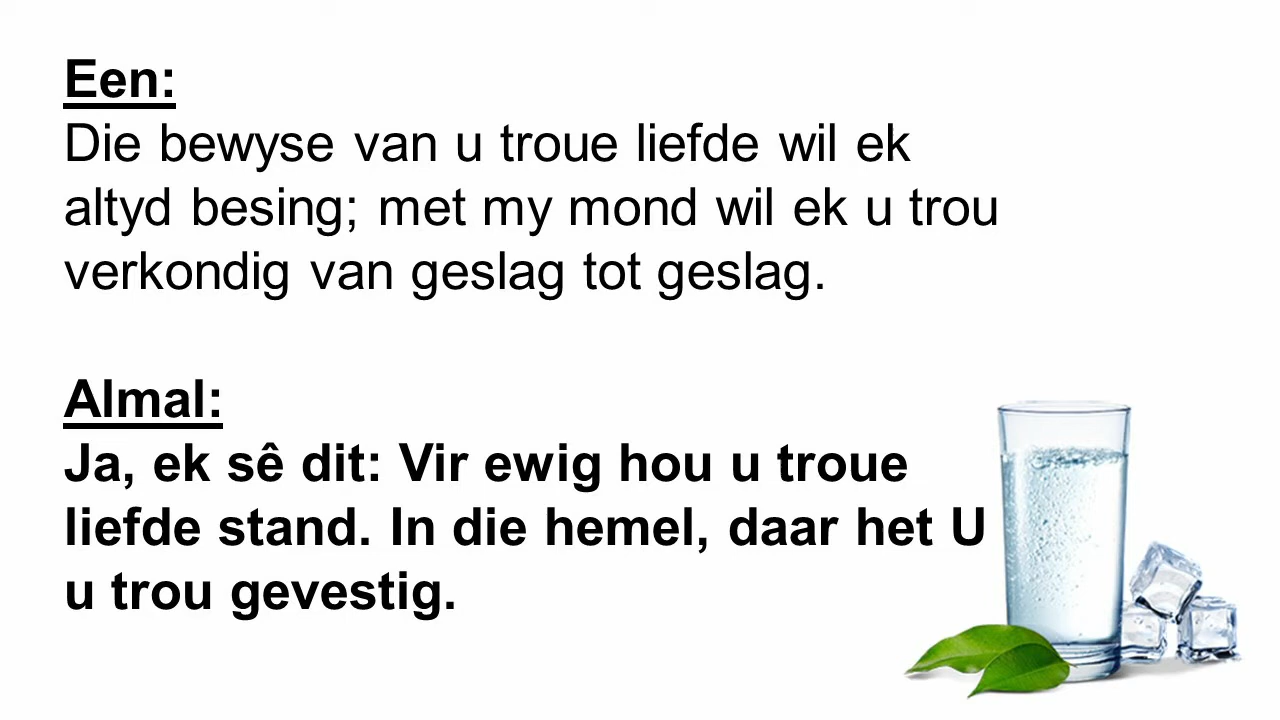 Een:
Die bewyse van u troue liefde wil ek
altyd besing; met my mond wil ek u trou
verkondig van geslag tot geslag.
Almal:
Ja, ek sê dit: Vir ewig hou u troue
liefde stand. In die hemel, daar het U
u trou gevestig.